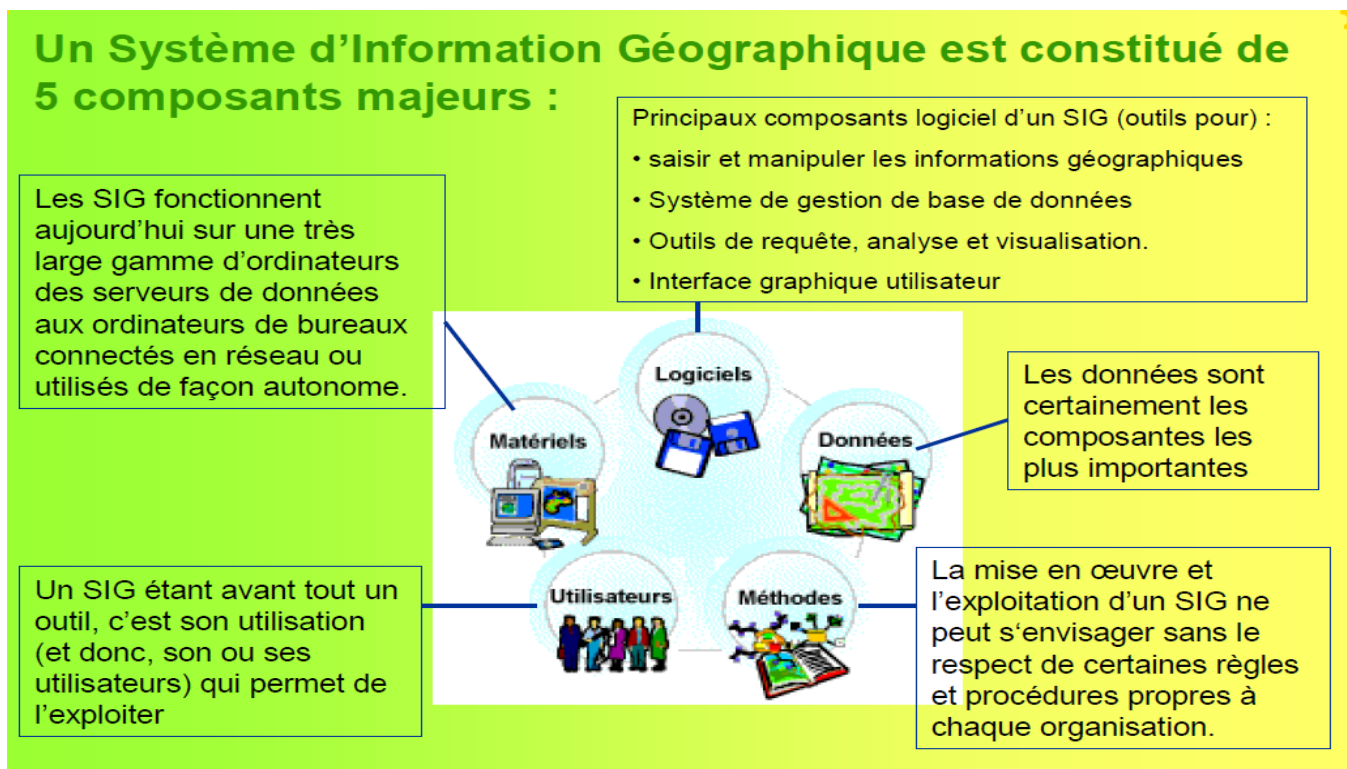 Un Système d’Information Géographique est constitué de
5 composants majeurs :
Principaux composants logiciel d’un SIG (outils pour) :
• saisir et manipuler les informations géographiques
• Système de gestion de base de données
• Outils de requête, analyse et visualisation.
• Interface graphique utilisateur
Les SIG fonctionnent
aujourd’hui sur une très
large gamme d’ordinateurs
des serveurs de données
aux ordinateurs de bureaux
connectés en réseau ou
utilisés de façon autonome.
Logiciels
Matériels
Données
Les données sont
certainement les
composantes les
plus importantes
Utilisateurs
Méthodes
Un SIG étant avant tout un
outil, c’est son utilisation
(et donc, son ou ses
utilisateurs) qui permet de
l’exploiter
La mise en œuvre et
l’exploitation d’un SIG ne
peut s‘envisager sans le
respect de certaines règles
et procédures propres à
chaque organisation.